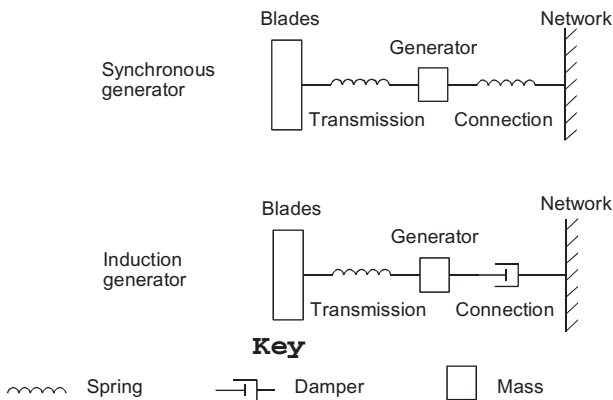 Blades
Network
Generator
Synchronous
generator
Transmission
Connection
Blades
Network
Generator
Induction
generator
Transmission
Connection
Key
Spring
Damper
Mass